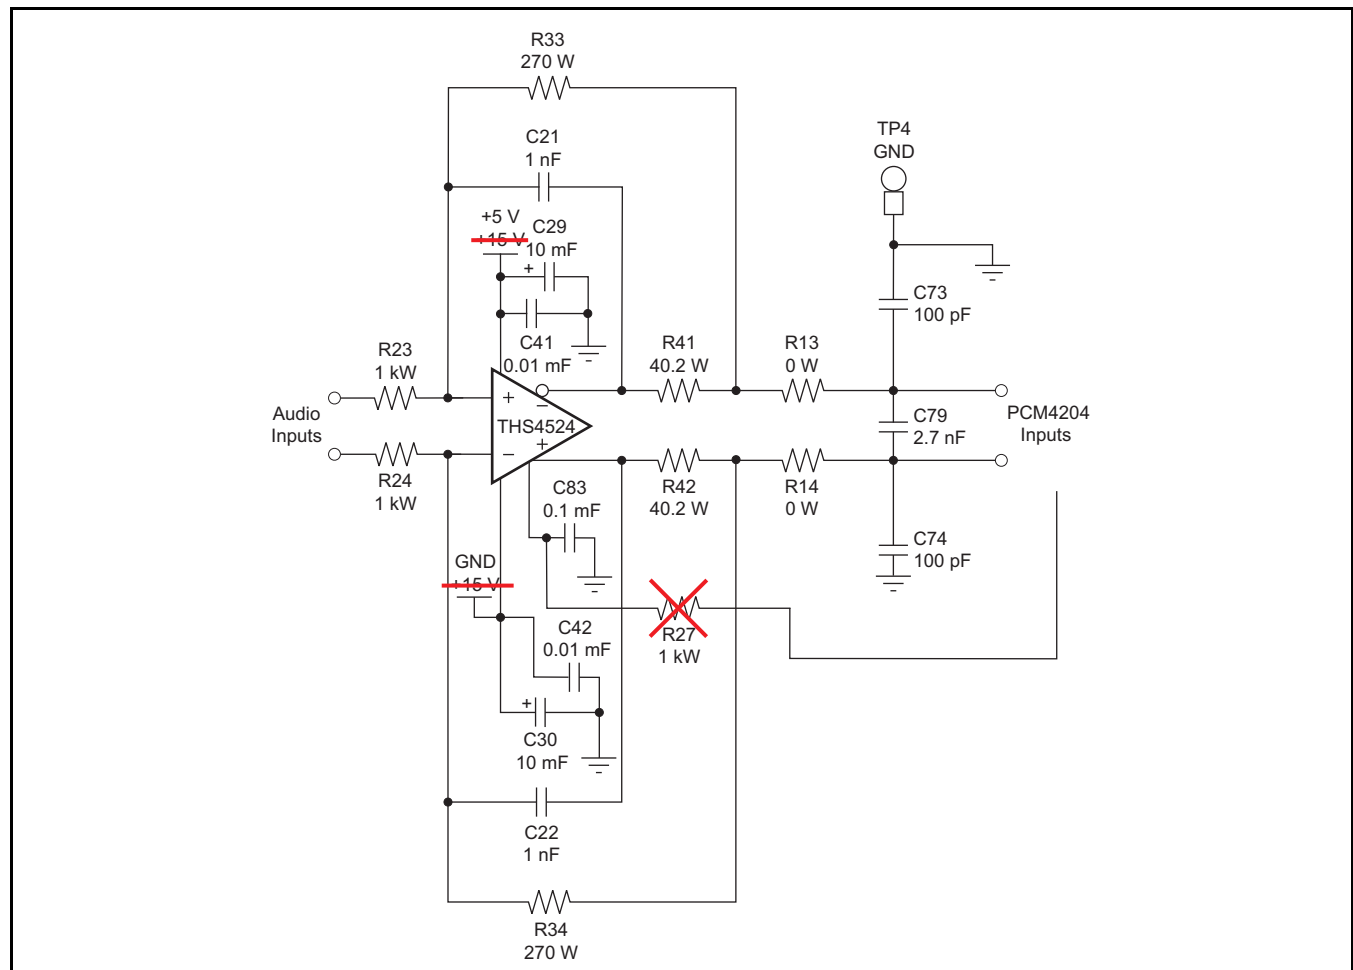 R33
270 W
C21
1 nF
TP4
GND
+5 V
+15 V
C29
10 mF
+
C73
100 pF
C41
0.01 mF
R41
40.2 W
R13
0 W
R23
1 kW
+
−
THS4524
+
−
Audio
Inputs
C79
2.7 nF
PCM4204
Inputs
R24
1 kW
R42
40.2 W
R14
0 W
C83
0.1 mF
C74
100 pF
GND
+15 V
C42
0.01 mF
R27
1 kW
+
C30
10 mF
C22
1 nF
R34
270 W